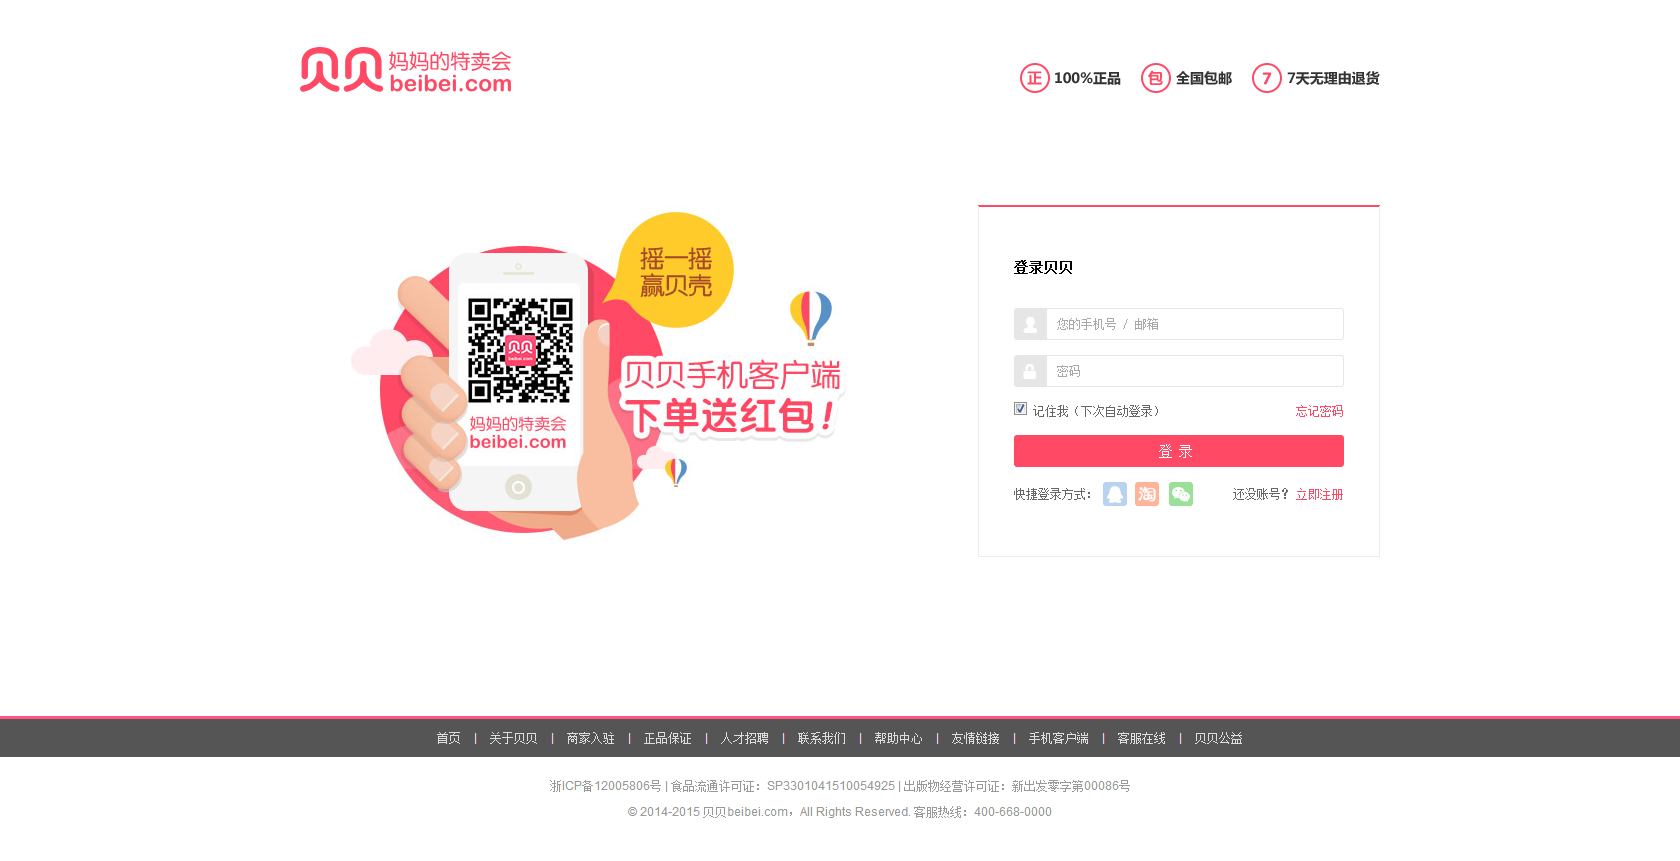 贝贝 妈妈的特卖会
beibei.com
正 100%正品 包 全国包邮 7 7天无理由退货
摇一摇
赢贝壳
贝贝
beibei.com
妈妈的特卖会
beibei.com
贝贝手机客户端
下单送红包！
登录贝贝
您的手机号 / 邮箱
密码
记住我（下次自动登录） 忘记密码
登 录
快捷登录方式： 淘 还没账号？ 立即注册
首页 | 关于贝贝 | 商家入驻 | 正品保证 | 人才招聘 | 联系我们 | 帮助中心 | 友情链接 | 手机客户端 | 客服在线 | 贝贝公益
浙ICP备12005806号 | 食品流通许可证：SP3301041510054925 | 出版物经营许可证：新出发零字第00086号
© 2014-2015 贝贝beibei.com，All Rights Reserved. 客服热线：400-668-0000